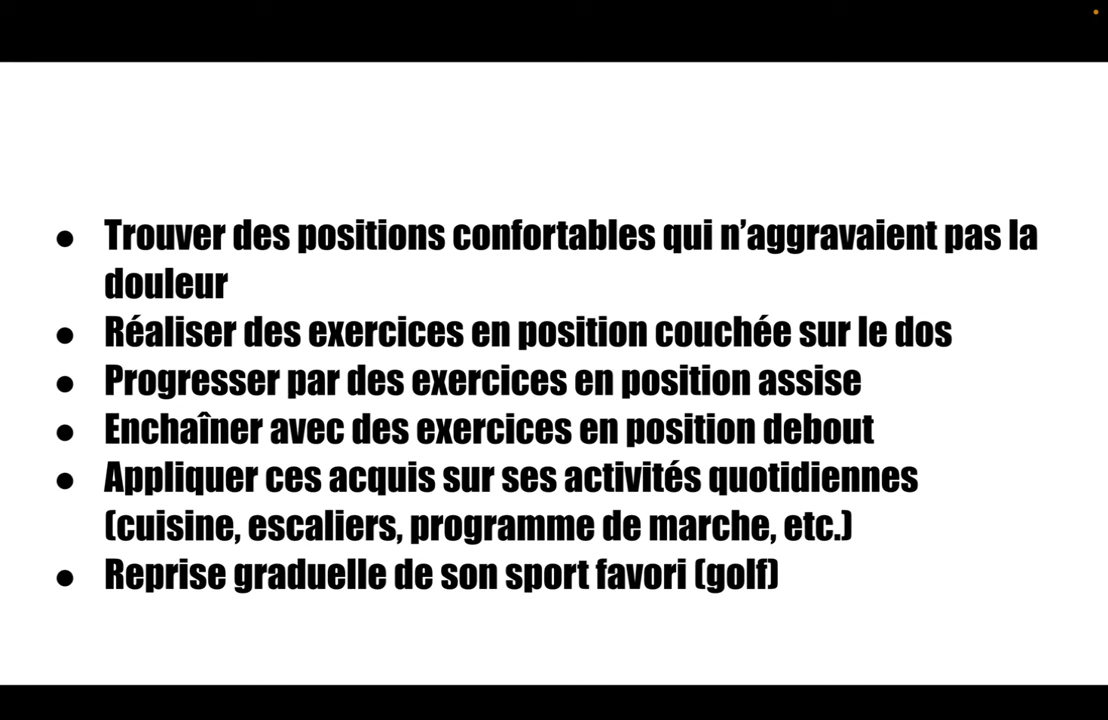 ● Trouver des positions confortables qui n’aggravaient pas la
douleur
● Réaliser des exercices en position couchée sur le dos
● Progresser par des exercices en position assise
● Enchaîner avec des exercices en position debout
● Appliquer ces acquis sur ses activités quotidiennes
(cuisine, escaliers, programme de marche, etc.)
● Reprise graduelle de son sport favori (golf)